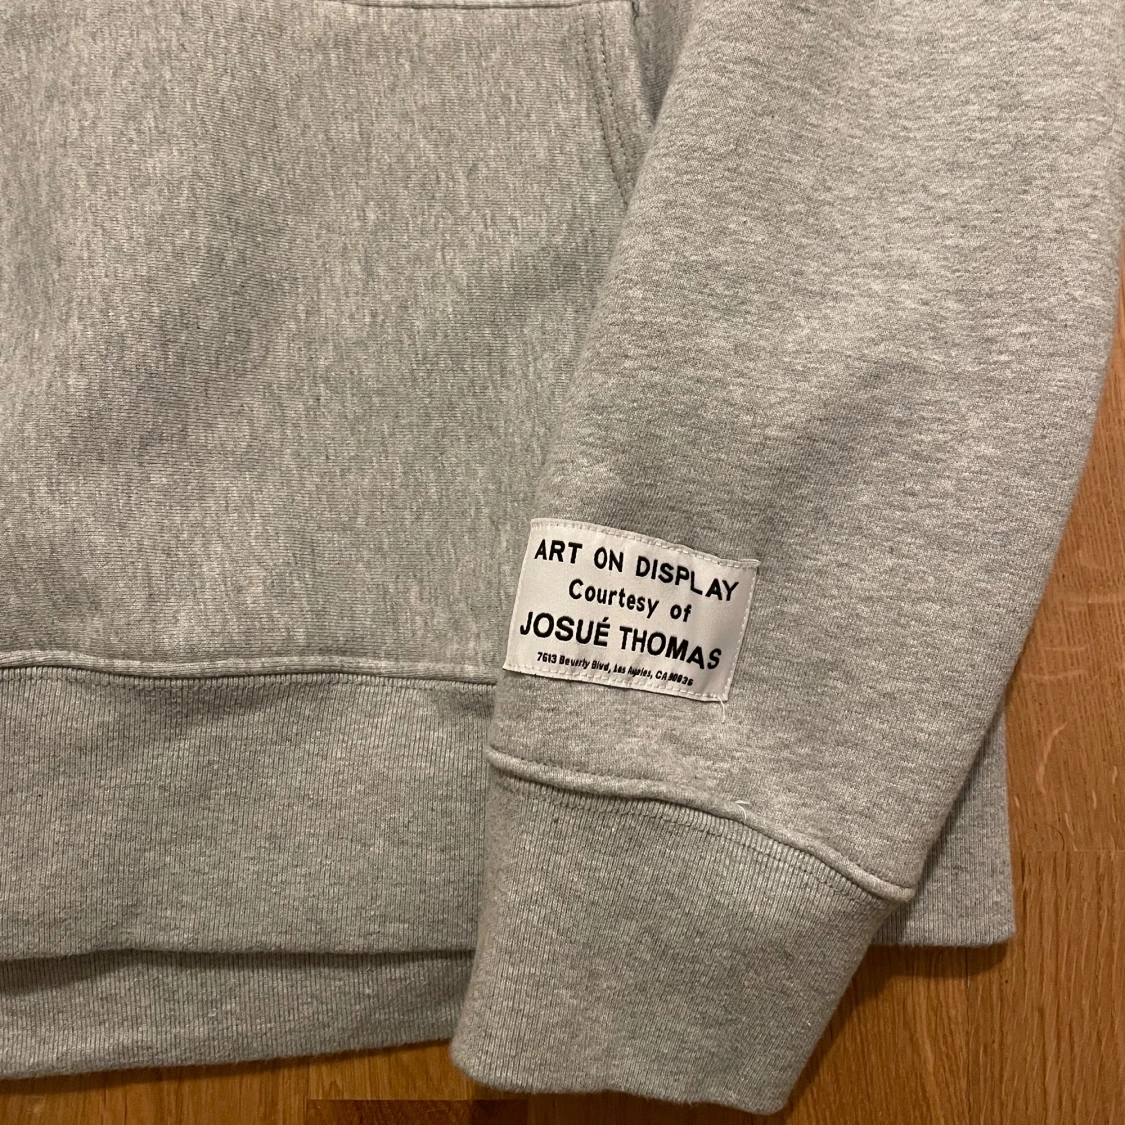 ART ON DISPLAY
Courtesy of
JOSUÉ THOMAS
7613 Beverly Blvd, Los Angeles, CA 90036